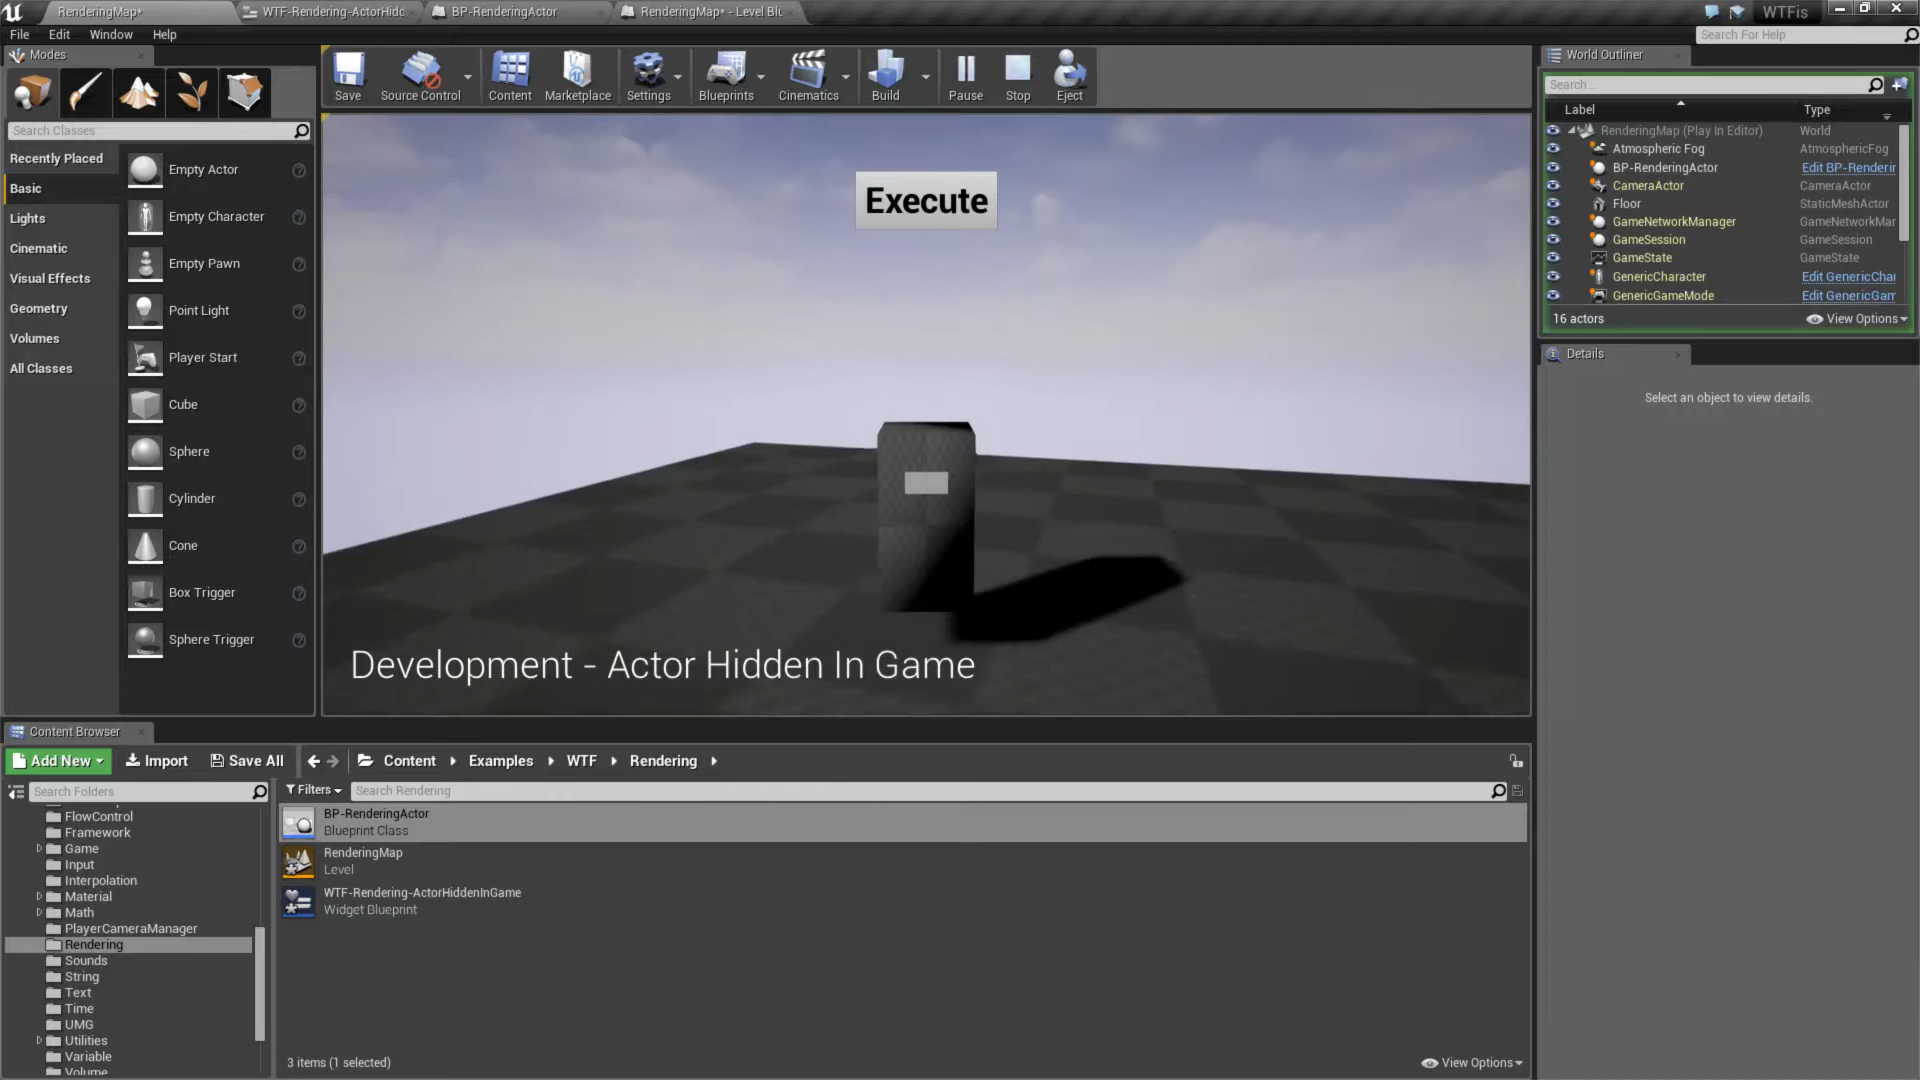 RenderingMap*
WTF-Rendering-ActorHidd
BP-RenderingActor
RenderingMap* - Level Blu
WTFis
File Edit Window Help
Search For Help
Modes
Search Classes
Recently Placed
Basic
Lights
Cinematic
Visual Effects
Geometry
Volumes
All Classes
Empty Actor
Empty Character
Empty Pawn
Point Light
Player Start
Cube
Sphere
Cylinder
Cone
Box Trigger
Sphere Trigger
Save
Source Control
Content
Marketplace
Settings
Blueprints
Cinematics
Build
Pause
Stop
Eject
Execute
Development - Actor Hidden In Game
World Outliner
Search...
Label Type
RenderingMap (Play In Editor) World
Atmospheric Fog AtmosphericFog
BP-RenderingActor Edit BP-Renderin
CameraActor CameraActor
Floor StaticMeshActor
GameNetworkManager GameNetworkMar
GameSession GameSession
GameState GameState
GenericCharacter Edit GenericChar
GenericGameMode Edit GenericGam
16 actors View Options
Details
Select an object to view details.
Content Browser
Add New Import Save All Content Examples WTF Rendering
Search Folders
Filters Search Rendering
FlowControl
Framework
Game
Input
Interpolation
Material
Math
PlayerCameraManager
Rendering
Sounds
String
Text
Time
UMG
Utilities
Variable
Volume
BP-RenderingActor
Blueprint Class
RenderingMap
Level
WTF-Rendering-ActorHiddenInGame
Widget Blueprint
3 items (1 selected) View Options